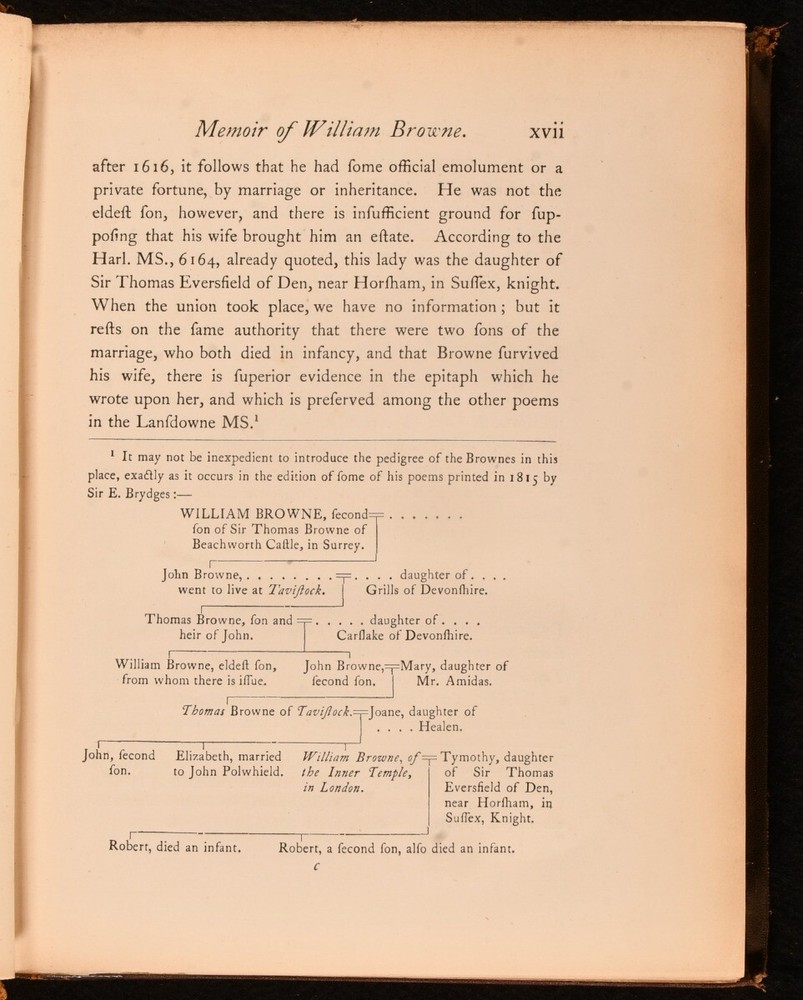 Memoir of William Browne. xvii
after 1616, it follows that he had ſome official emolument or a
private fortune, by marriage or inheritance. He was not the
eldeſt ſon, however, and there is inſufficient ground for ſup-
poſing that his wife brought him an eſtate. According to the
Harl. MS., 6164, already quoted, this lady was the daughter of
Sir Thomas Eversfield of Den, near Horſham, in Suſſex, knight.
When the union took place, we have no information; but it
reſts on the ſame authority that there were two ſons of the
marriage, who both died in infancy, and that Browne ſurvived
his wife, there is ſuperior evidence in the epitaph which he
wrote upon her, and which is preſerved among the other poems
in the Lanſdowne MS.¹
¹ It may not be inexpedient to introduce the pedigree of the Brownes in this
place, exactly as it occurs in the edition of ſome of his poems printed in 1815 by
Sir E. Brydges:—
WILLIAM BROWNE, ſecond = . . . . . . .
ſon of Sir Thomas Browne of
Beachworth Caſtle, in Surrey.
John Browne, . . . . . . . . = . . . . daughter of . . . .
went to live at Taviſtock. Grills of Devonſhire.
Thomas Browne, ſon and = . . . . . daughter of . . . .
heir of John. Carſlake of Devonſhire.
William Browne, eldeſt ſon, John Browne, = Mary, daughter of
from whom there is iſſue. ſecond ſon. Mr. Amidas.
Thomas Browne of Taviſtock. = Joane, daughter of
. . . . Healen.
John, ſecond Elizabeth, married William Browne, of = Tymothy, daughter
ſon. to John Polwhield. the Inner Temple, of Sir Thomas
in London. Eversfield of Den,
near Horſham, in
Suſſex, Knight.
Robert, died an infant. Robert, a ſecond ſon, alſo died an infant.
c